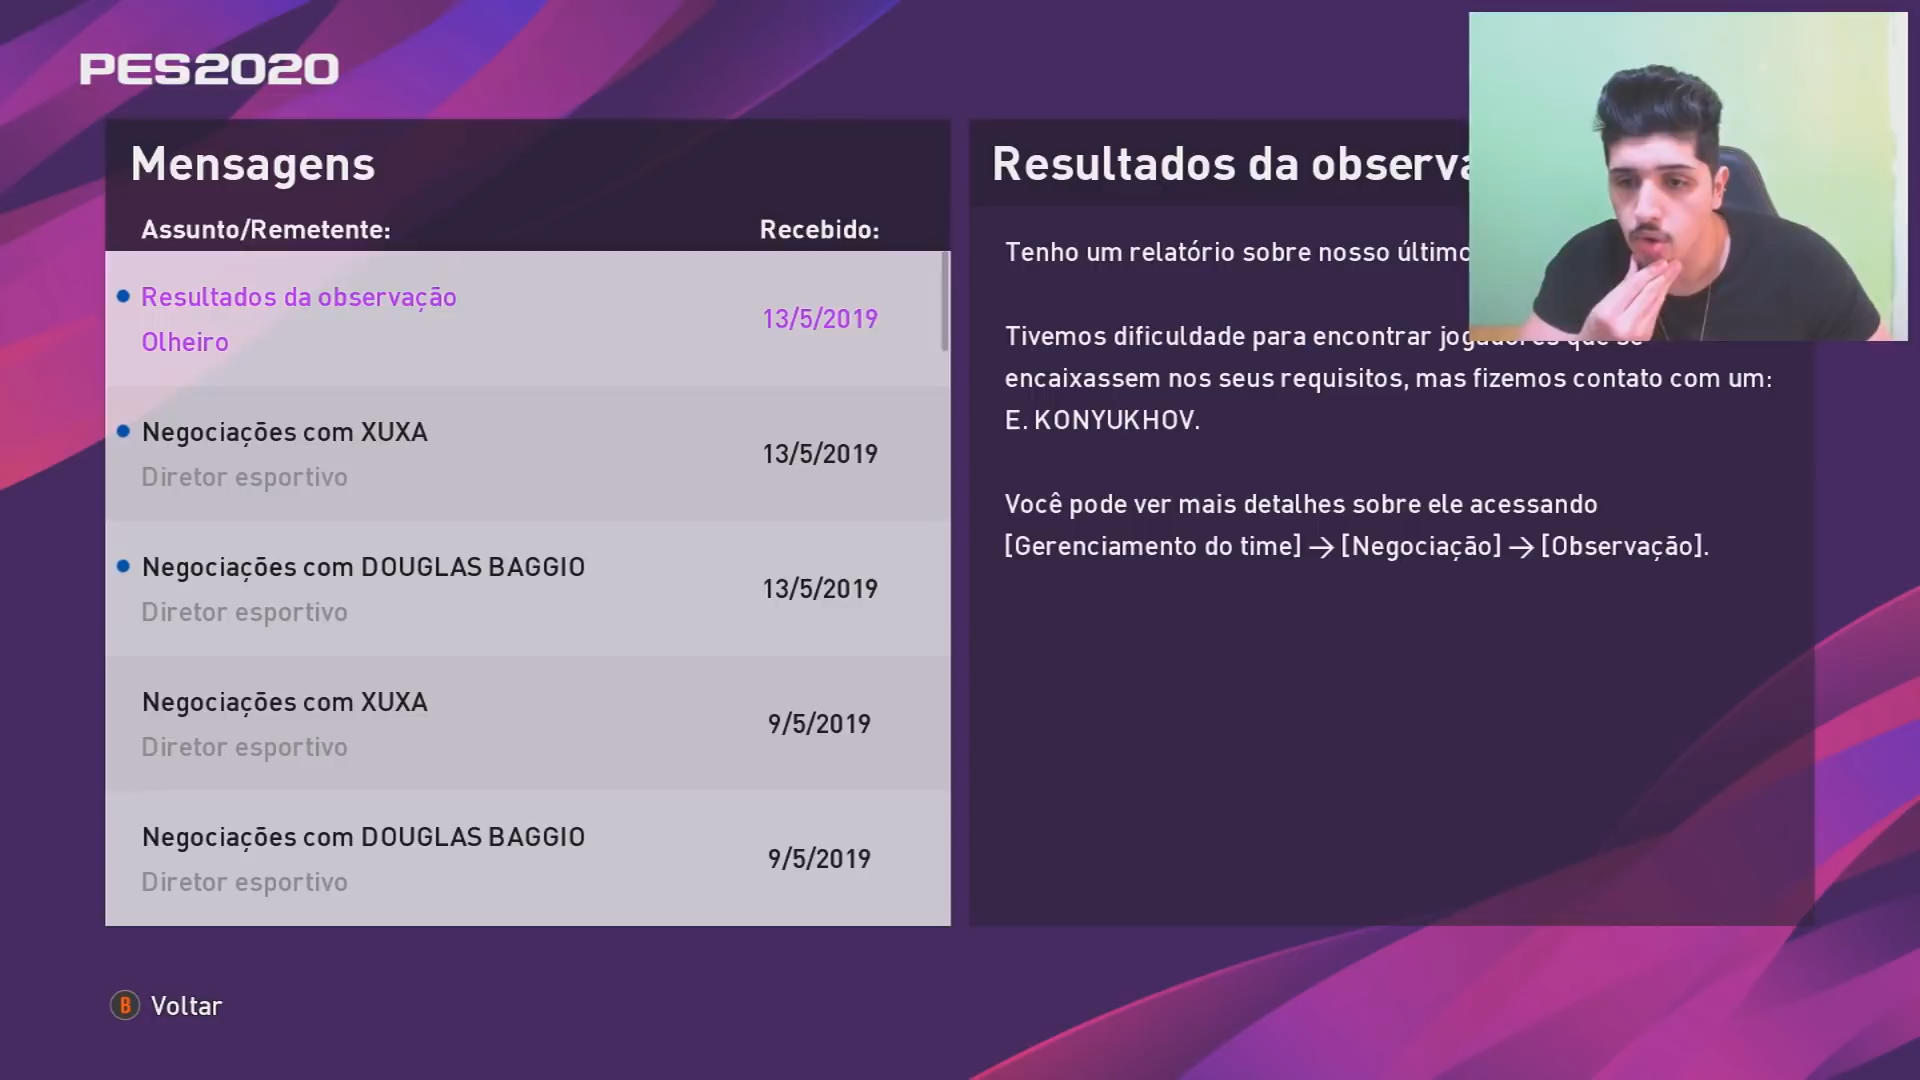 PES2020
Mensagens
Assunto/Remetente:
Recebido:
Resultados da observação
Olheiro
13/5/2019
Negociações com XUXA
Diretor esportivo
13/5/2019
Negociações com DOUGLAS BAGGIO
Diretor esportivo
13/5/2019
Negociações com XUXA
Diretor esportivo
9/5/2019
Negociações com DOUGLAS BAGGIO
Diretor esportivo
9/5/2019
Resultados da observa
Tenho um relatório sobre nosso último
Tivemos dificuldade para encontrar jogadores que se
encaixassem nos seus requisitos, mas fizemos contato com um:
E. KONYUKHOV.
Você pode ver mais detalhes sobre ele acessando
[Gerenciamento do time] → [Negociação] → [Observação].
B Voltar